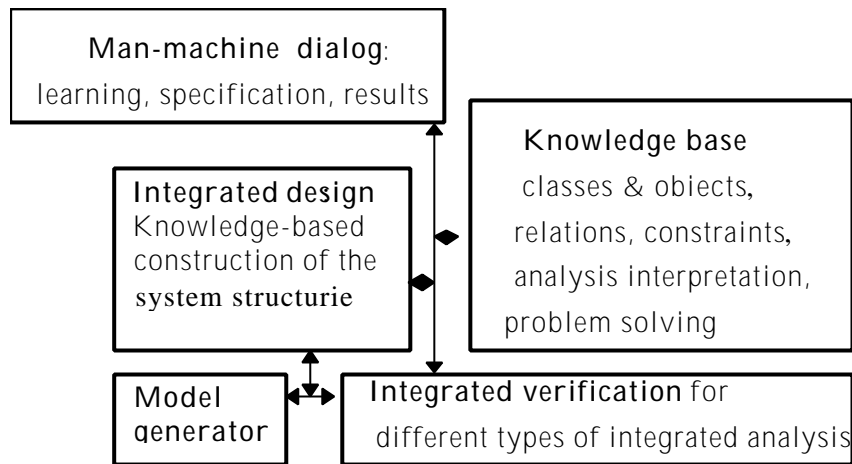 Man-machine dialog:
learning, specification, results
Knowledge base
classes & objects,
relations, constraints,
analysis interpretation,
problem solving
Integrated design
Knowledge-based
construction of the
system structurie
Model
generator
Integrated verification for
different types of integrated analysis